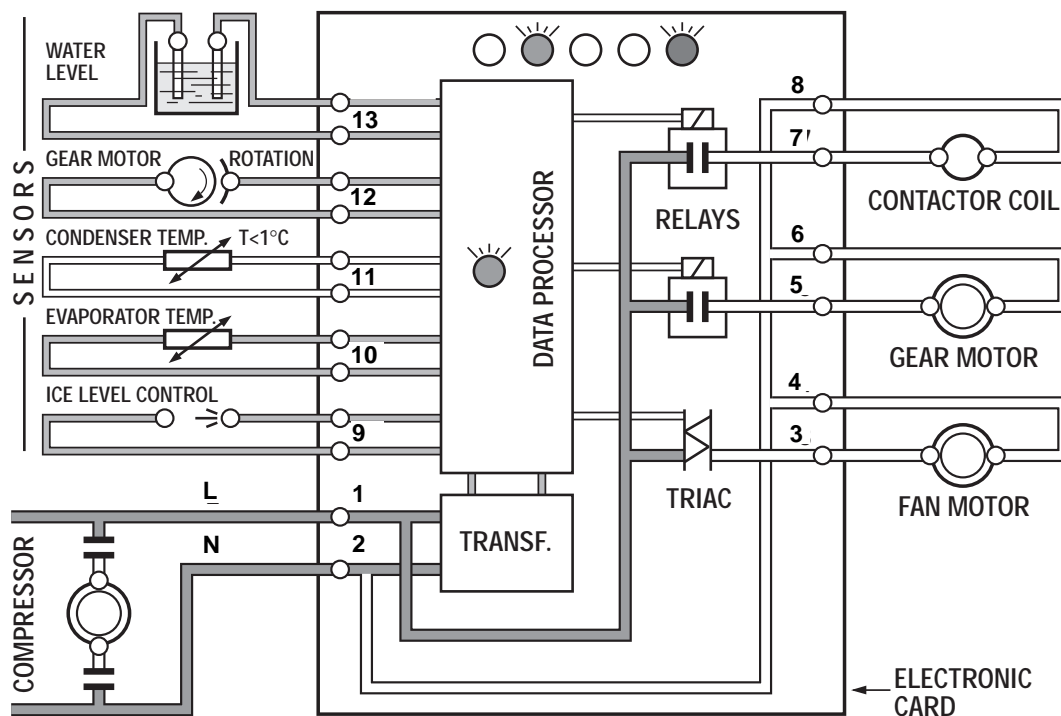 SENSORS
WATER
LEVEL
13
GEAR MOTOR
ROTATION
12
CONDENSER TEMP.
T<1°C
11
EVAPORATOR TEMP.
10
ICE LEVEL CONTROL
9
L
1
N
2
COMPRESSOR
DATA PROCESSOR
TRANSF.
RELAYS
TRIAC
8
7
CONTACTOR COIL
6
5
GEAR MOTOR
4
3
FAN MOTOR
ELECTRONIC
CARD